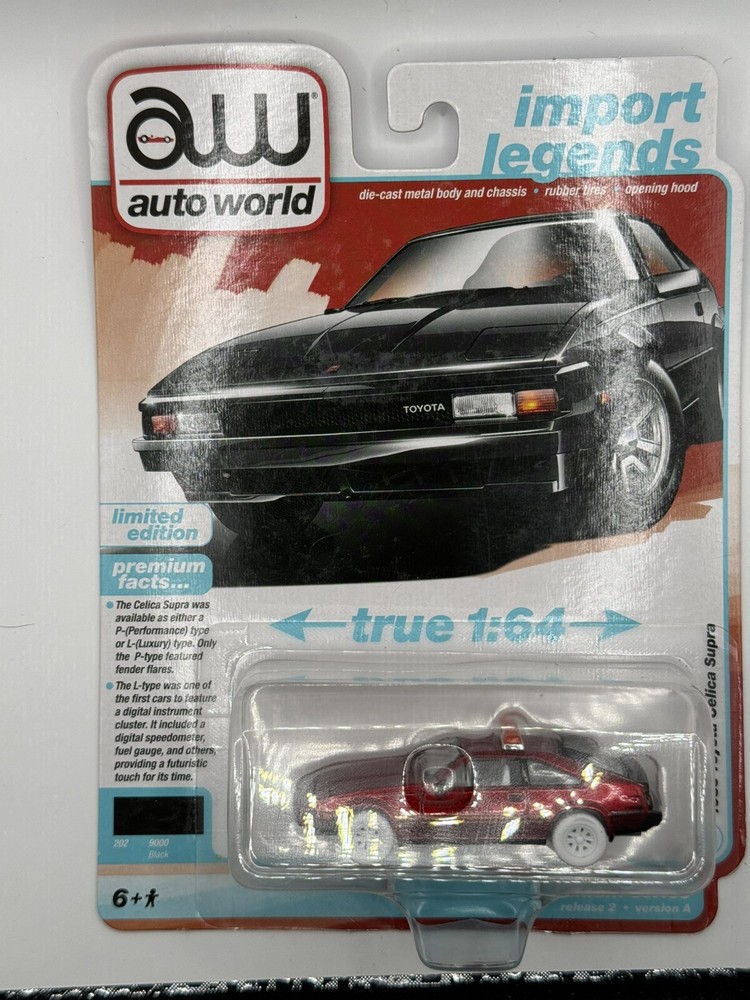 aw®
auto world
import
legends
die-cast metal body and chassis • rubber tires • opening hood
TOYOTA
limited
edition
premium
facts...
• The Celica Supra was
available as either a
P-(Performance) type
or L-(Luxury) type. Only
the P-type featured
fender flares.
• The L-type was one of
the first cars to feature
a digital instrument
cluster. It included a
digital speedometer,
fuel gauge, and others,
providing a futuristic
touch for its time.
true 1:64
Toyota Celica Supra
202 9000
Black
6+
release 2 • version A